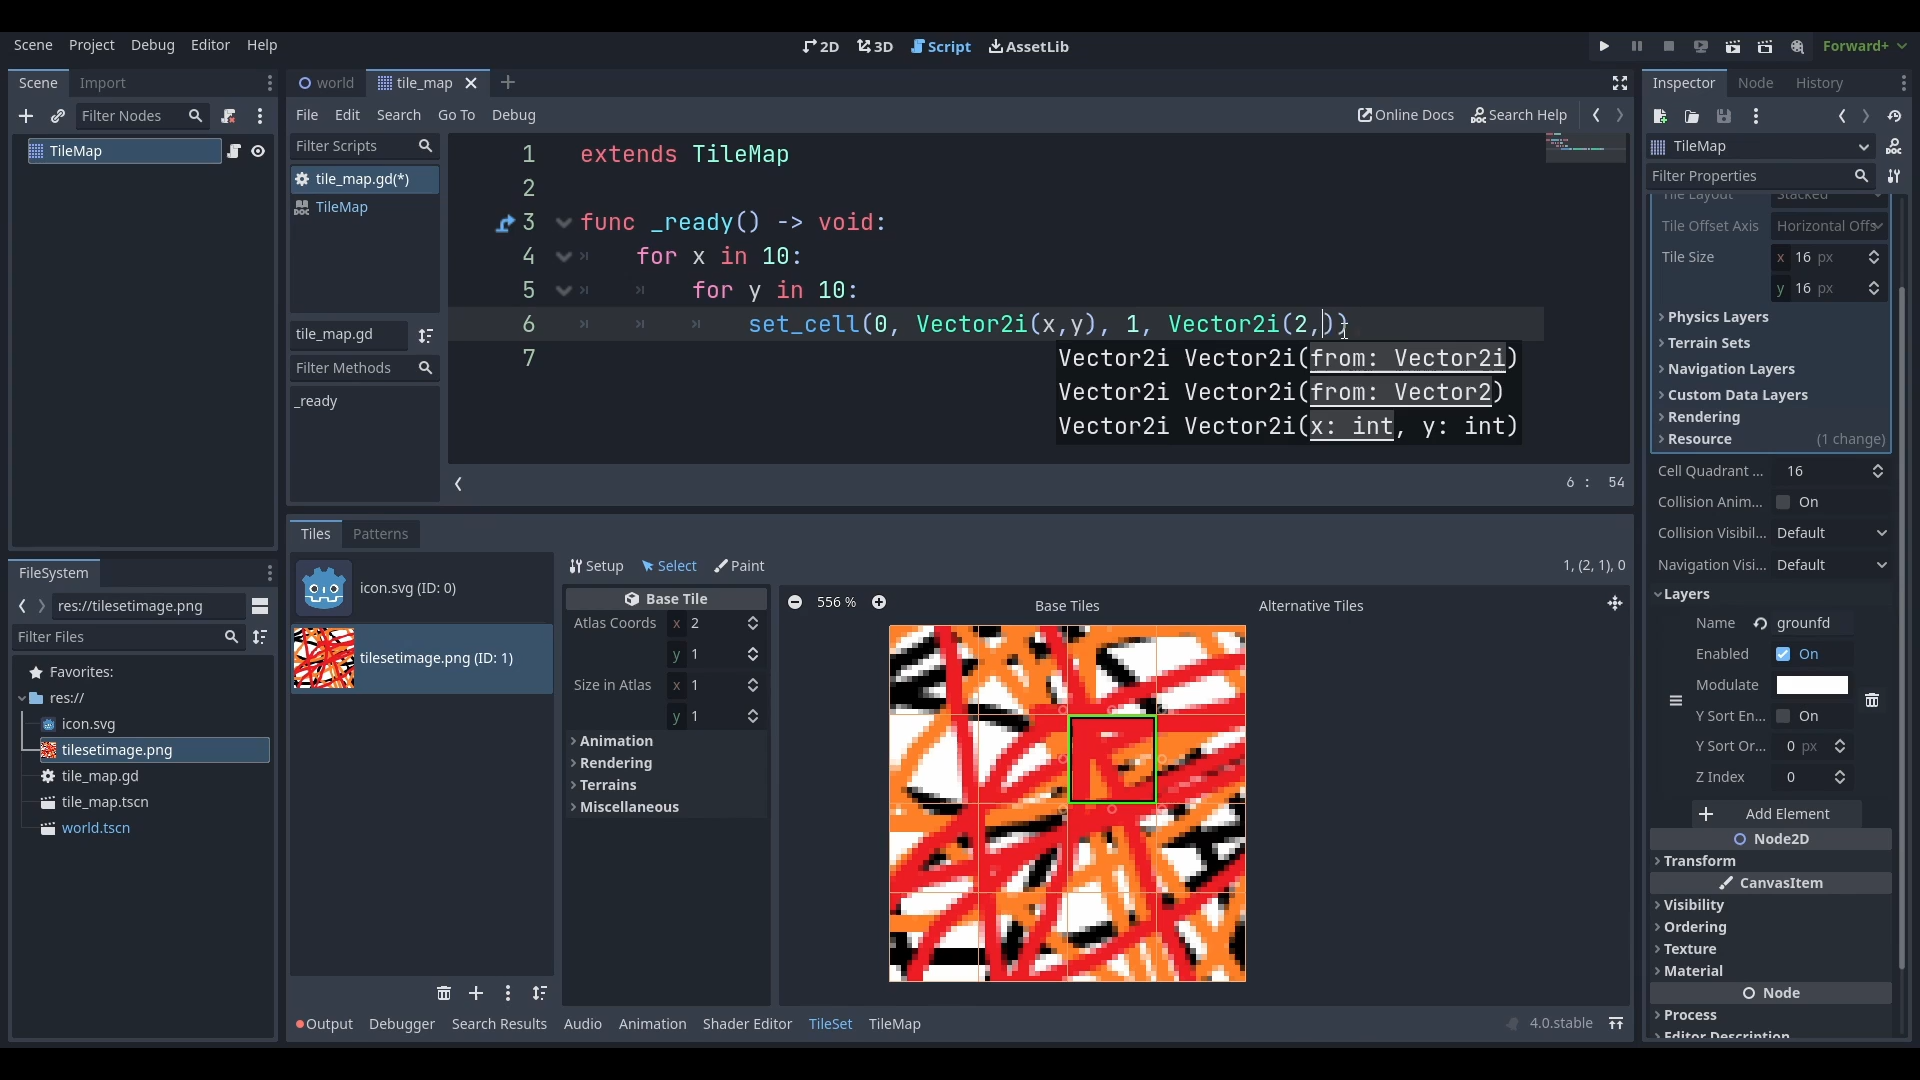 Scene Project Debug Editor Help
2D 3D Script AssetLib
Forward+
Scene Import
Filter Nodes
TileMap
world tile_map
File Edit Search Go To Debug
Online Docs Search Help
Filter Scripts
tile_map.gd(*)
TileMap
tile_map.gd
Filter Methods
_ready
1 extends TileMap
2
3 func _ready() -> void:
4 for x in 10:
5 for y in 10:
6 set_cell(0, Vector2i(x,y), 1, Vector2i(2,))
7
Vector2i Vector2i(from: Vector2i)
Vector2i Vector2i(from: Vector2)
Vector2i Vector2i(x: int, y: int)
6 : 54
FileSystem
res://tilesetimage.png
Filter Files
Favorites:
res://
icon.svg
tilesetimage.png
tile_map.gd
tile_map.tscn
world.tscn
Tiles Patterns
icon.svg (ID: 0)
tilesetimage.png (ID: 1)
Setup Select Paint
1, (2, 1), 0
Base Tile
Atlas Coords x 2
y 1
Size in Atlas x 1
y 1
Animation
Rendering
Terrains
Miscellaneous
556 % Base Tiles Alternative Tiles
Output Debugger Search Results Audio Animation Shader Editor TileSet TileMap
4.0.stable
Inspector Node History
TileMap
Filter Properties
Tile Layout Stacked
Tile Offset Axis Horizontal Offs
Tile Size x 16 px
y 16 px
Physics Layers
Terrain Sets
Navigation Layers
Custom Data Layers
Rendering
Resource (1 change)
Cell Quadrant ... 16
Collision Anim... On
Collision Visibil... Default
Navigation Visi... Default
Layers
Name grounfd
Enabled On
Modulate
Y Sort En... On
Y Sort Or... 0 px
Z Index 0
Add Element
Node2D
Transform
CanvasItem
Visibility
Ordering
Texture
Material
Node
Process
Editor Description